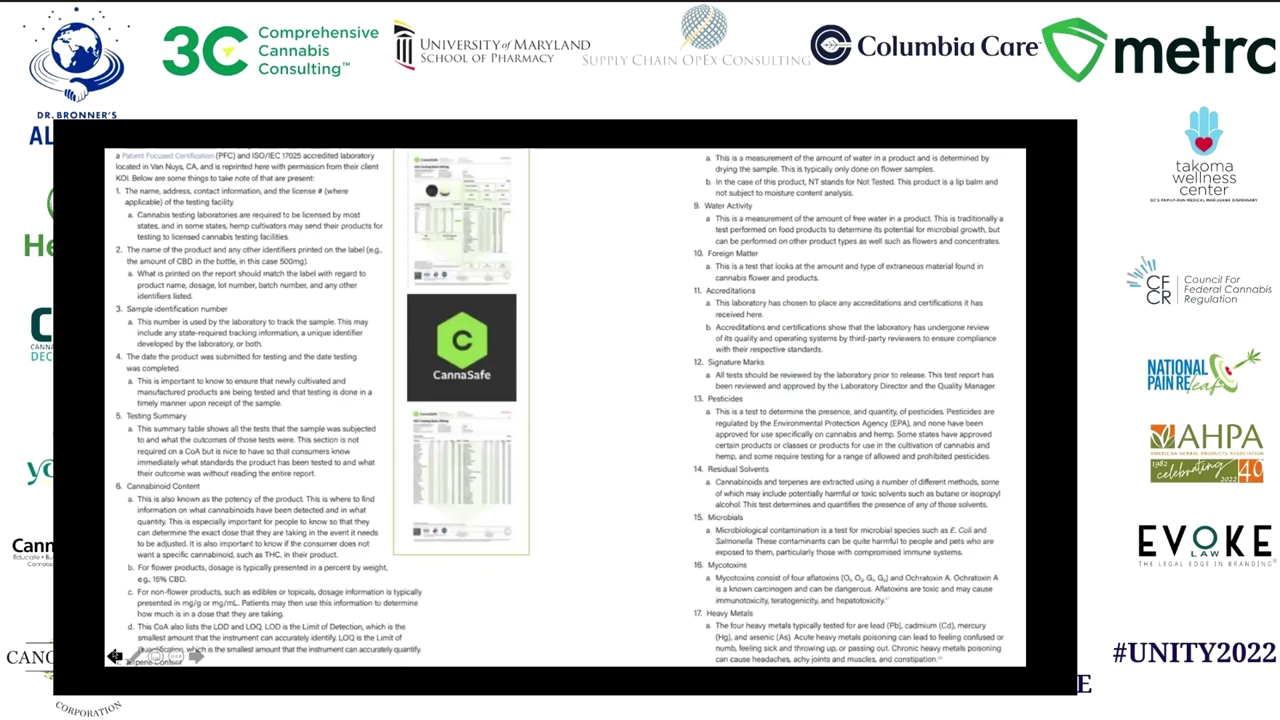 DR. BRONNER'S
AL
3C Comprehensive
Cannabis
Consulting™
UNIVERSITY of MARYLAND
SCHOOL OF PHARMACY
SUPPLY CHAIN OPEX CONSULTING
Columbia Care
metrc
a Patient Focused Certification (PFC) and ISO/IEC 17025 accredited laboratory
located in Van Nuys, CA, and is reprinted here with permission from their client
KOI. Below are some things to take note of that are present:
1. The name, address, contact information, and the license # (where
applicable) of the testing facility.
a. Cannabis testing laboratories are required to be licensed by most
states, and in some states, hemp cultivators may send their products for
testing to licensed cannabis testing facilities.
2. The name of the product and any other identifiers printed on the label (e.g.,
the amount of CBD in the bottle, in this case 500mg).
a. What is printed on the report should match the label with regard to
product name, dosage, lot number, batch number, and any other
identifiers listed.
3. Sample identification number
a. This number is used by the laboratory to track the sample. This may
include any state-required tracking information, a unique identifier
developed by the laboratory, or both.
4. The date the product was submitted for testing and the date testing
was completed.
a. This is important to know to ensure that newly cultivated and
manufactured products are being tested and that testing is done in a
timely manner upon receipt of the sample.
5. Testing Summary
a. This summary table shows all the tests that the sample was subjected
to and what the outcomes of those tests were. This section is not
required on a CoA but is nice to have so that consumers know
immediately what standards the product has been tested to and what
their outcome was without reading the entire report.
6. Cannabinoid Content
a. This is also known as the potency of the product. This is where to find
information on what cannabinoids have been detected and in what
quantity. This is especially important for people to know so that they
can determine the exact dose that they are taking in the event it needs
to be adjusted. It is also important to know if the consumer does not
want a specific cannabinoid, such as THC, in their product.
b. For flower products, dosage is typically presented in a percent by weight,
e.g., 15% CBD.
c. For non-flower products, such as edibles or topicals, dosage information is typically
presented in mg/g or mg/mL. Patients may then use this information to determine
how much is in a dose that they are taking.
d. This CoA also lists the LOD and LOQ. LOD is the Limit of Detection, which is the
smallest amount that the instrument can accurately identify. LOQ is the Limit of
Quantification, which is the smallest amount that the instrument can accurately quantify.
Terpene Content
CannaSafe
a. This is a measurement of the amount of water in a product and is determined by
drying the sample. This is typically only done on flower samples.
b. In the case of this product, NT stands for Not Tested. This product is a lip balm and
not subject to moisture content analysis.
9. Water Activity
a. This is a measurement of the amount of free water in a product. This is traditionally a
test performed on food products to determine its potential for microbial growth, but
can be performed on other product types as well such as flowers and concentrates.
10. Foreign Matter
a. This is a test that looks at the amount and type of extraneous material found in
cannabis flower and products.
11. Accreditations
a. This laboratory has chosen to place any accreditations and certifications it has
received here.
b. Accreditations and certifications show that the laboratory has undergone review
of its quality and operating systems by third-party reviewers to ensure compliance
with their respective standards.
12. Signature Marks
a. All tests should be reviewed by the laboratory prior to release. This test report has
been reviewed and approved by the Laboratory Director and the Quality Manager.
13. Pesticides
a. This is a test to determine the presence, and quantity, of pesticides. Pesticides are
regulated by the Environmental Protection Agency (EPA), and none have been
approved for use specifically on cannabis and hemp. Some states have approved
certain products or classes or products for use in the cultivation of cannabis and
hemp, and some require testing for a range of allowed and prohibited pesticides.
14. Residual Solvents
a. Cannabinoids and terpenes are extracted using a number of different methods, some
of which may include potentially harmful or toxic solvents such as butane or isopropyl
alcohol. This test determines and quantifies the presence of any of those solvents.
15. Microbials
a. Microbiological contamination is a test for microbial species such as E. Coli and
Salmonella. These contaminants can be quite harmful to people and pets who are
exposed to them, particularly those with compromised immune systems.
16. Mycotoxins
a. Mycotoxins consist of four aflatoxins and Ochratoxin A. Ochratoxin A
is a known carcinogen and can be dangerous. Aflatoxins are toxic and may cause
immunotoxicity, teratogenicity, and hepatotoxicity.
17. Heavy Metals
a. The four heavy metals typically tested for are lead (Pb), cadmium (Cd), mercury
(Hg), and arsenic (As). Acute heavy metals poisoning can lead to feeling confused or
numb, feeling sick and throwing up, or passing out. Chronic heavy metals poisoning
can cause headaches, achy joints and muscles, and constipation.
takoma
wellness
center
DC'S FAMILY-RUN MEDICAL MARIJUANA DISPENSARY
CFCR
Council For
Federal Cannabis
Regulation
NATIONAL
PAIN RELeaf
AHPA
AMERICAN HERBAL PRODUCTS ASSOCIATION
1982 celebrating 2022 40
EVOKE
LAW
THE LEGAL EDGE IN BRANDING®
#UNITY2022
He
C
CANNA
DEC
yo
Cann
Educate • Bu
Cannabis
CANO
CORPORATION
E